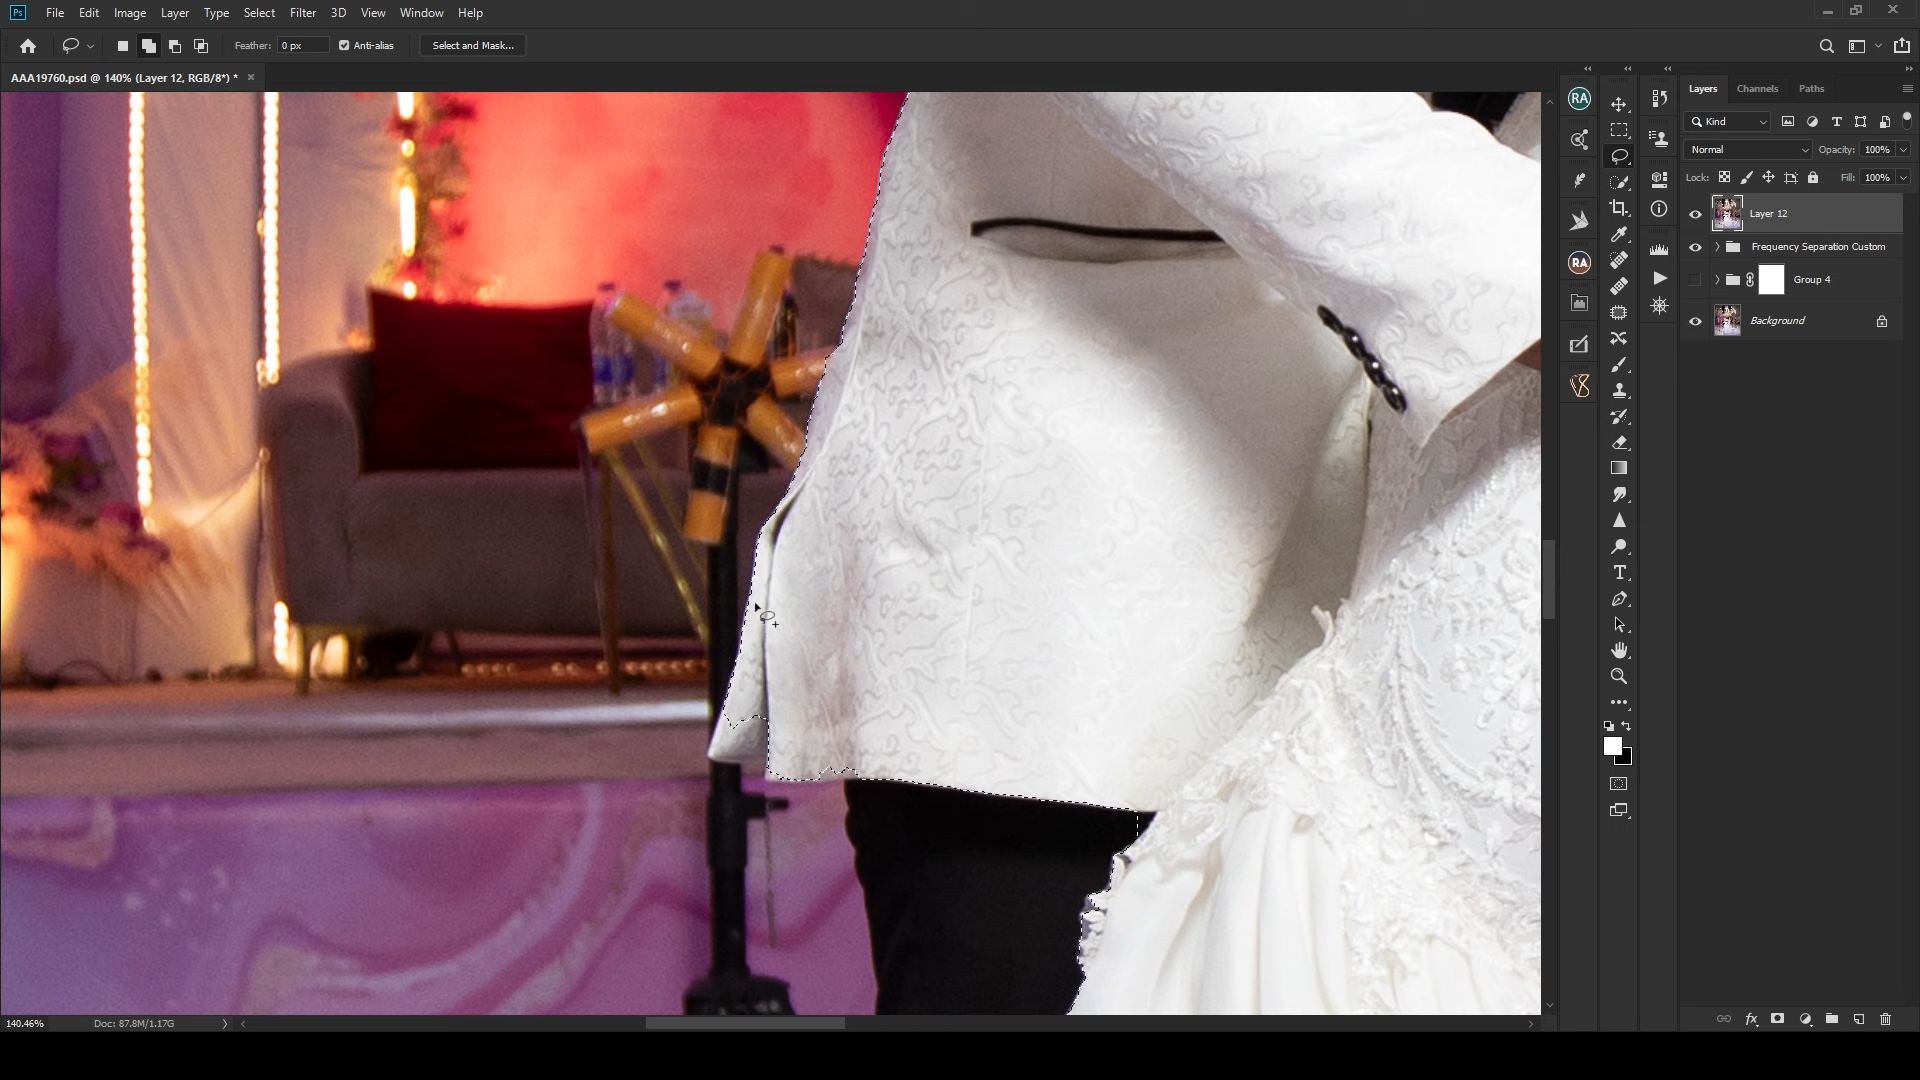 Ps File Edit Image Layer Type Select Filter 3D View Window Help
Feather: 0 px Anti-alias Select and Mask...
AAA19760.psd @ 140% (Layer 12, RGB/8*) * ×
Layers Channels Paths
RA
Kind
Normal Opacity: 100%
Lock: Fill: 100%
Layer 12
Frequency Separation Custom
RA
Group 4
Background
140.46% Doc: 87.8M/1.17G
fx